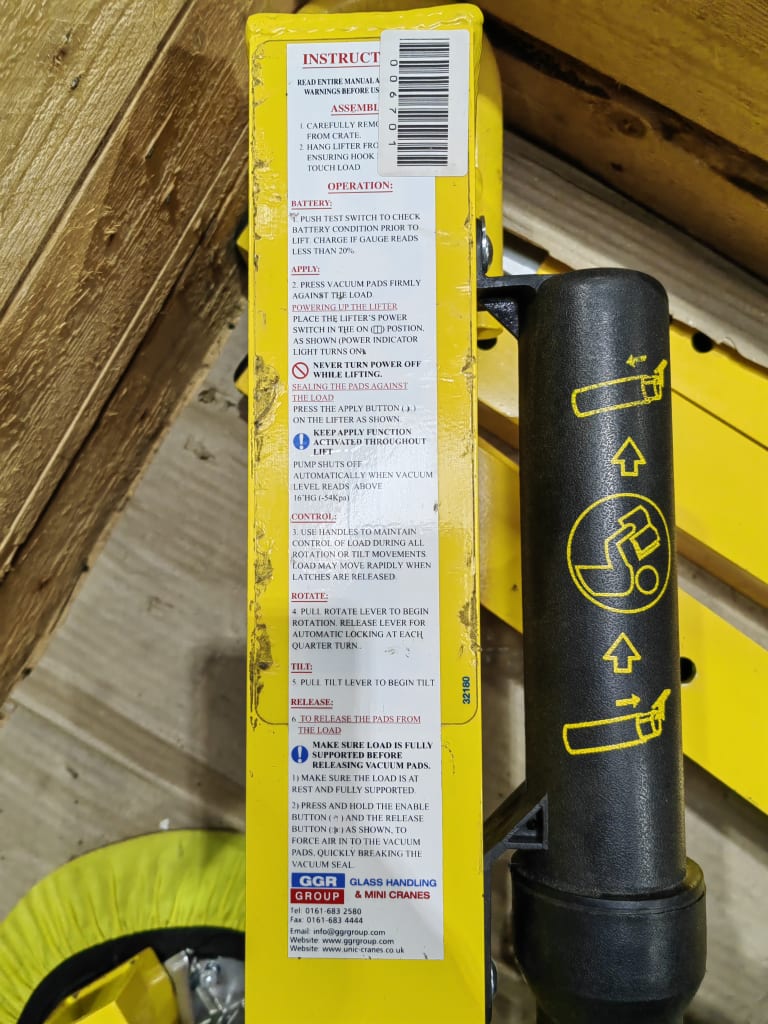 INSTRUCT
READ ENTIRE MANUAL A
WARNINGS BEFORE US
ASSEMBL
1. CAREFULLY REMO
FROM CRATE.
2. HANG LIFTER FRO
ENSURING HOOK
TOUCH LOAD
006701
OPERATION:
BATTERY:
1. PUSH TEST SWITCH TO CHECK
BATTERY CONDITION PRIOR TO
LIFT. CHARGE IF GAUGE READS
LESS THAN 20%.
APPLY:
2. PRESS VACUUM PADS FIRMLY
AGAINST THE LOAD
POWERING UP THE LIFTER
PLACE THE LIFTER'S POWER
SWITCH IN THE ON ( ) POSTION,
AS SHOWN (POWER INDICATOR
LIGHT TURNS ON).
NEVER TURN POWER OFF
WHILE LIFTING.
SEALING THE PADS AGAINST
THE LOAD
PRESS THE APPLY BUTTON ( )
ON THE LIFTER AS SHOWN.
KEEP APPLY FUNCTION
ACTIVATED THROUGHOUT
LIFT
PUMP SHUTS OFF
AUTOMATICALLY WHEN VACUUM
LEVEL READS ABOVE
16"HG (-54Kpa)
CONTROL:
3. USE HANDLES TO MAINTAIN
CONTROL OF LOAD DURING ALL
ROTATION OR TILT MOVEMENTS.
LOAD MAY MOVE RAPIDLY WHEN
LATCHES ARE RELEASED.
ROTATE:
4. PULL ROTATE LEVER TO BEGIN
ROTATION. RELEASE LEVER FOR
AUTOMATIC LOCKING AT EACH
QUARTER TURN..
TILT:
5. PULL TILT LEVER TO BEGIN TILT
RELEASE:
6. TO RELEASE THE PADS FROM
THE LOAD
MAKE SURE LOAD IS FULLY
SUPPORTED BEFORE
RELEASING VACUUM PADS.
1) MAKE SURE THE LOAD IS AT
REST AND FULLY SUPPORTED.
2) PRESS AND HOLD THE ENABLE
BUTTON ( ) AND THE RELEASE
BUTTON ( ) AS SHOWN, TO
FORCE AIR IN TO THE VACUUM
PADS, QUICKLY BREAKING THE
VACUUM SEAL.
GGR GLASS HANDLING
GROUP & MINI CRANES
Tel: 0161-683 2580
Fax: 0161-683 4444
Email: info@ggrgroup.com
Website: www.ggrgroup.com
Website: www.unic-cranes.co.uk
32180